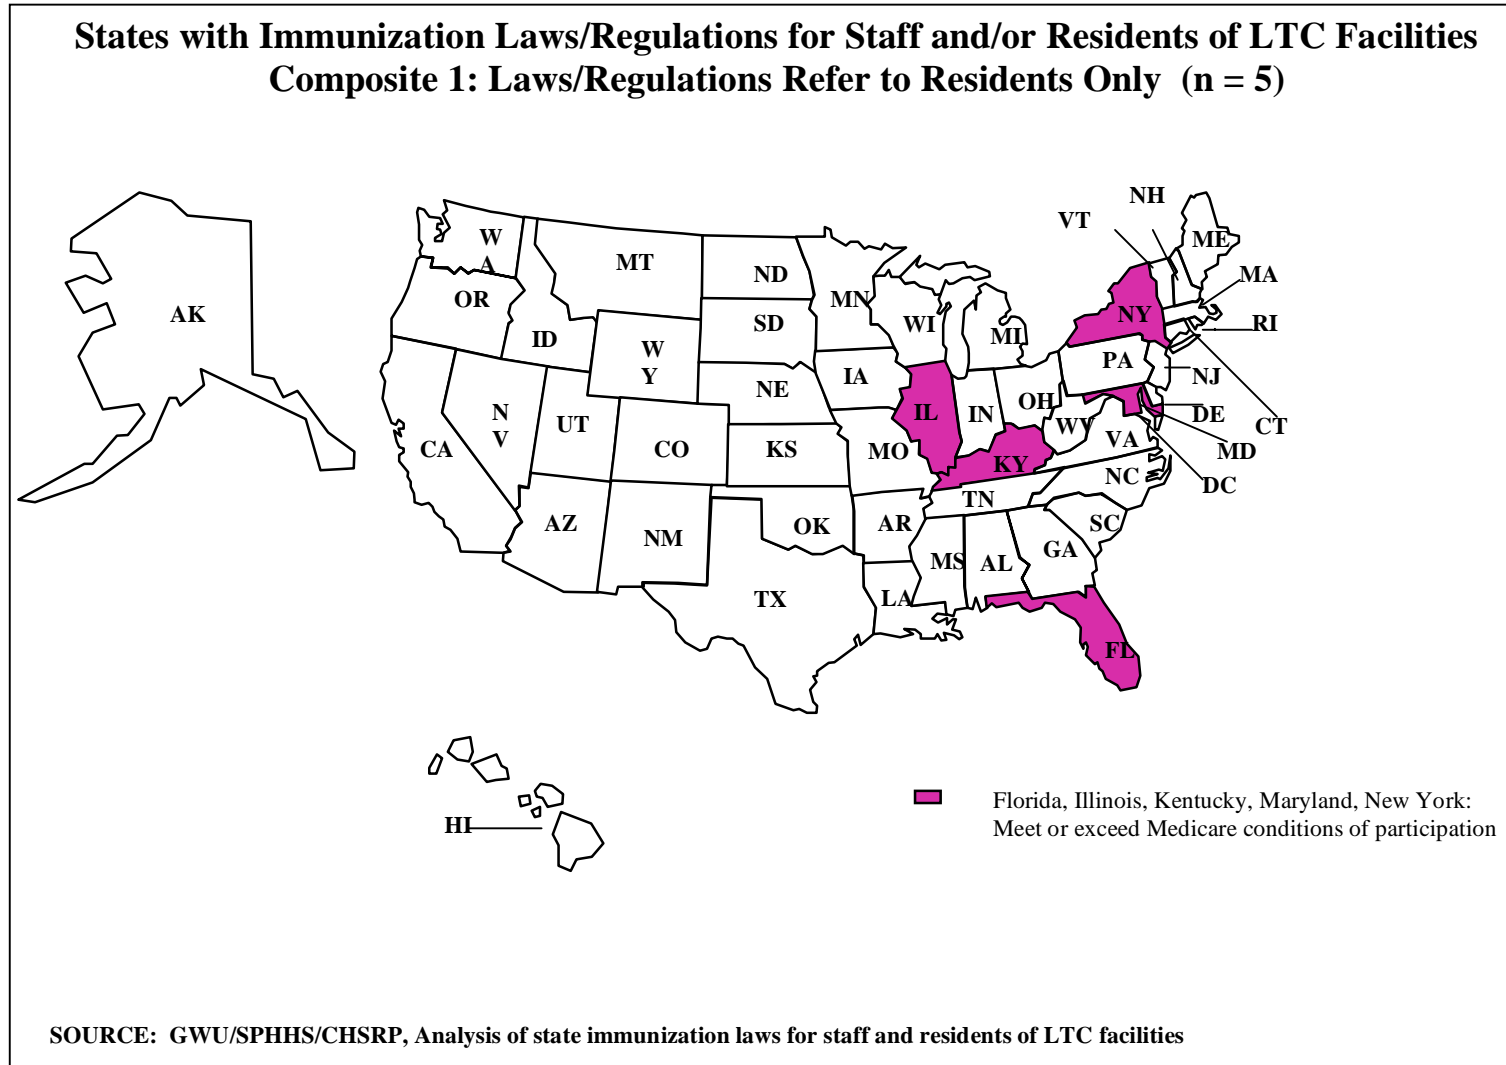 States with Immunization Laws/Regulations for Staff and/or Residents of LTC Facilities
Composite 1: Laws/Regulations Refer to Residents Only (n = 5)
NH
VT
W
A
ME
MT
ND
MA
AK
OR
MN
NY
SD
WI
RI
ID
MI
W
Y
PA
NJ
IA
NE
N
V
UT
IL
IN
OH
DE
WV
CT
CA
CO
KS
MO
VA
MD
KY
NC
DC
TN
AZ
NM
OK
AR
SC
GA
MS
AL
TX
LA
FL
HI
Florida, Illinois, Kentucky, Maryland, New York:
Meet or exceed Medicare conditions of participation
SOURCE: GWU/SPHHS/CHSRP, Analysis of state immunization laws for staff and residents of LTC facilities